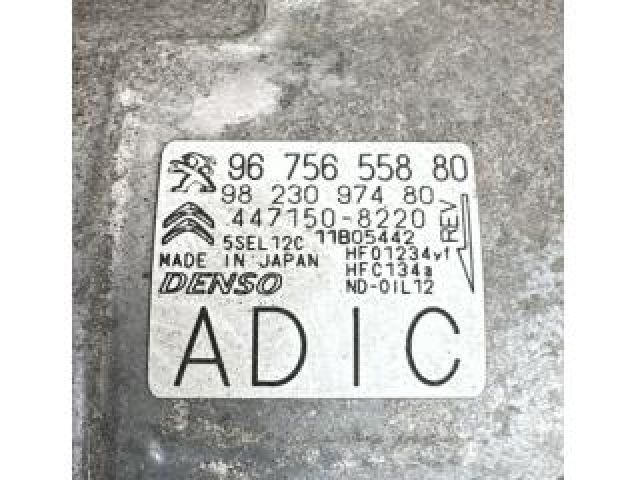 96 756 558 80
98 230 974 80
447150-8220
REV
5SEL12C 11B05442
MADE IN JAPAN HFO1234yf
HFC134a
DENSO ND-OIL12
ADIC